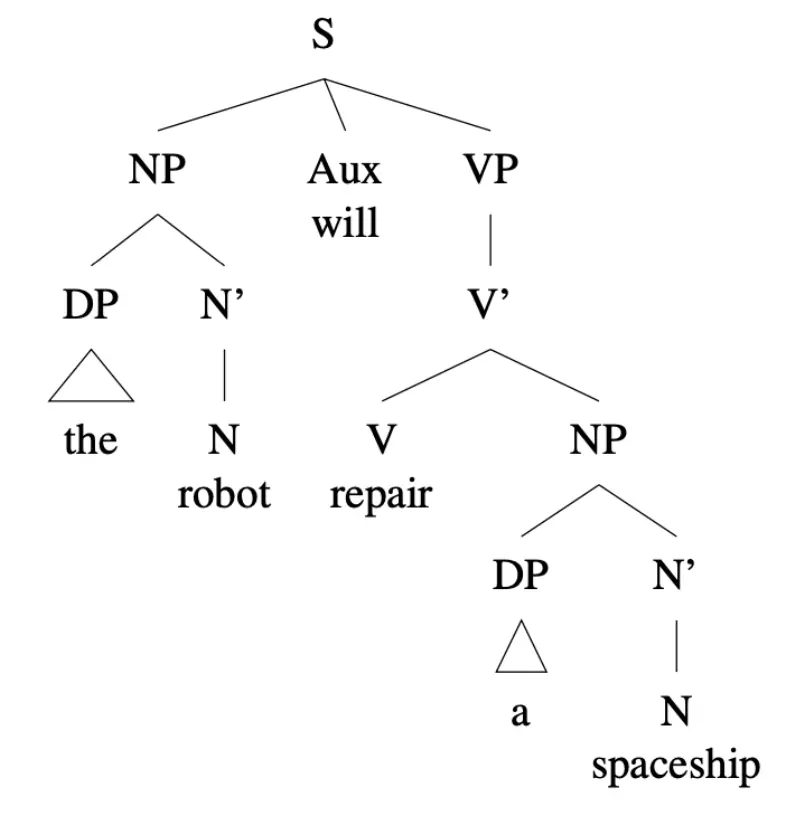 S
NP Aux VP
will
DP N’ V’
the N V NP
robot repair
DP N’
a N
spaceship